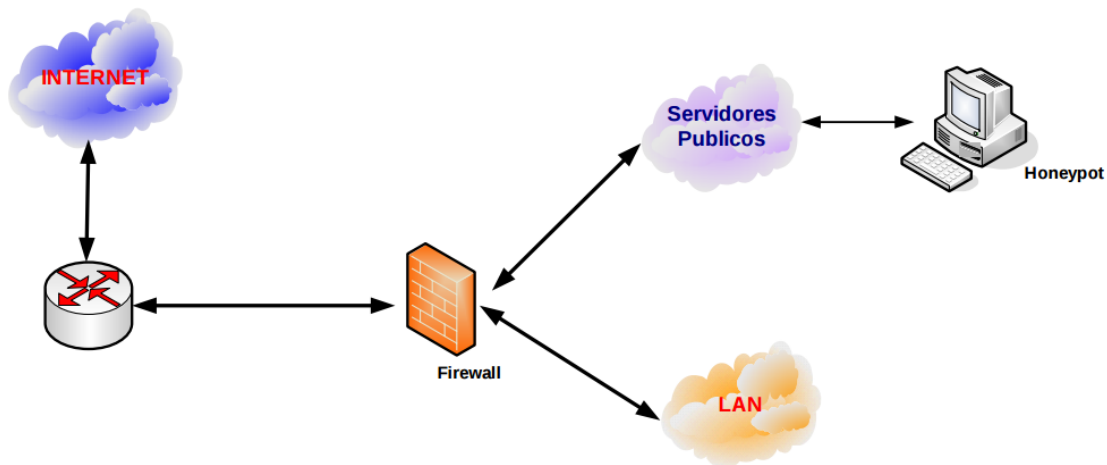 INTERNET
Servidores
Publicos
Honeypot
Firewall
LAN